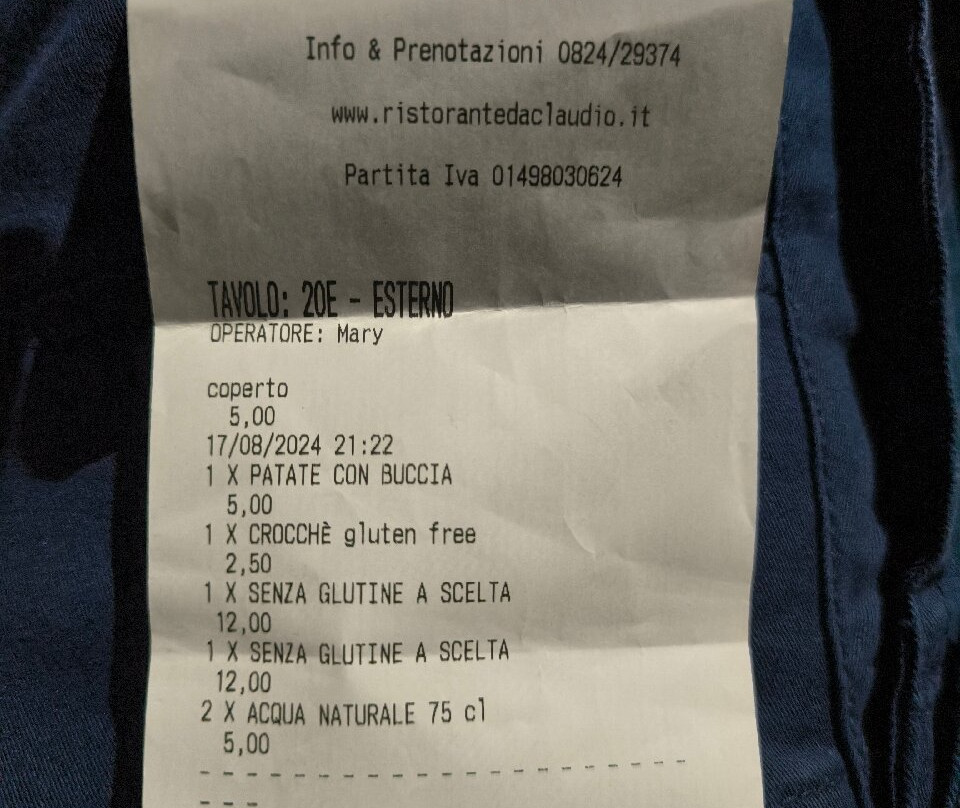 Info & Prenotazioni 0824/29374
www.ristorantedaclaudio.it
Partita Iva 01498030624
TAVOLO: 20E - ESTERNO
OPERATORE: Mary
coperto
5,00
17/08/2024 21:22
1 X PATATE CON BUCCIA
5,00
1 X CROCCHÈ gluten free
2,50
1 X SENZA GLUTINE A SCELTA
12,00
1 X SENZA GLUTINE A SCELTA
12,00
2 X ACQUA NATURALE 75 cl
5,00
- - - - - - - - - - - - - - - - - - - - -
- - -